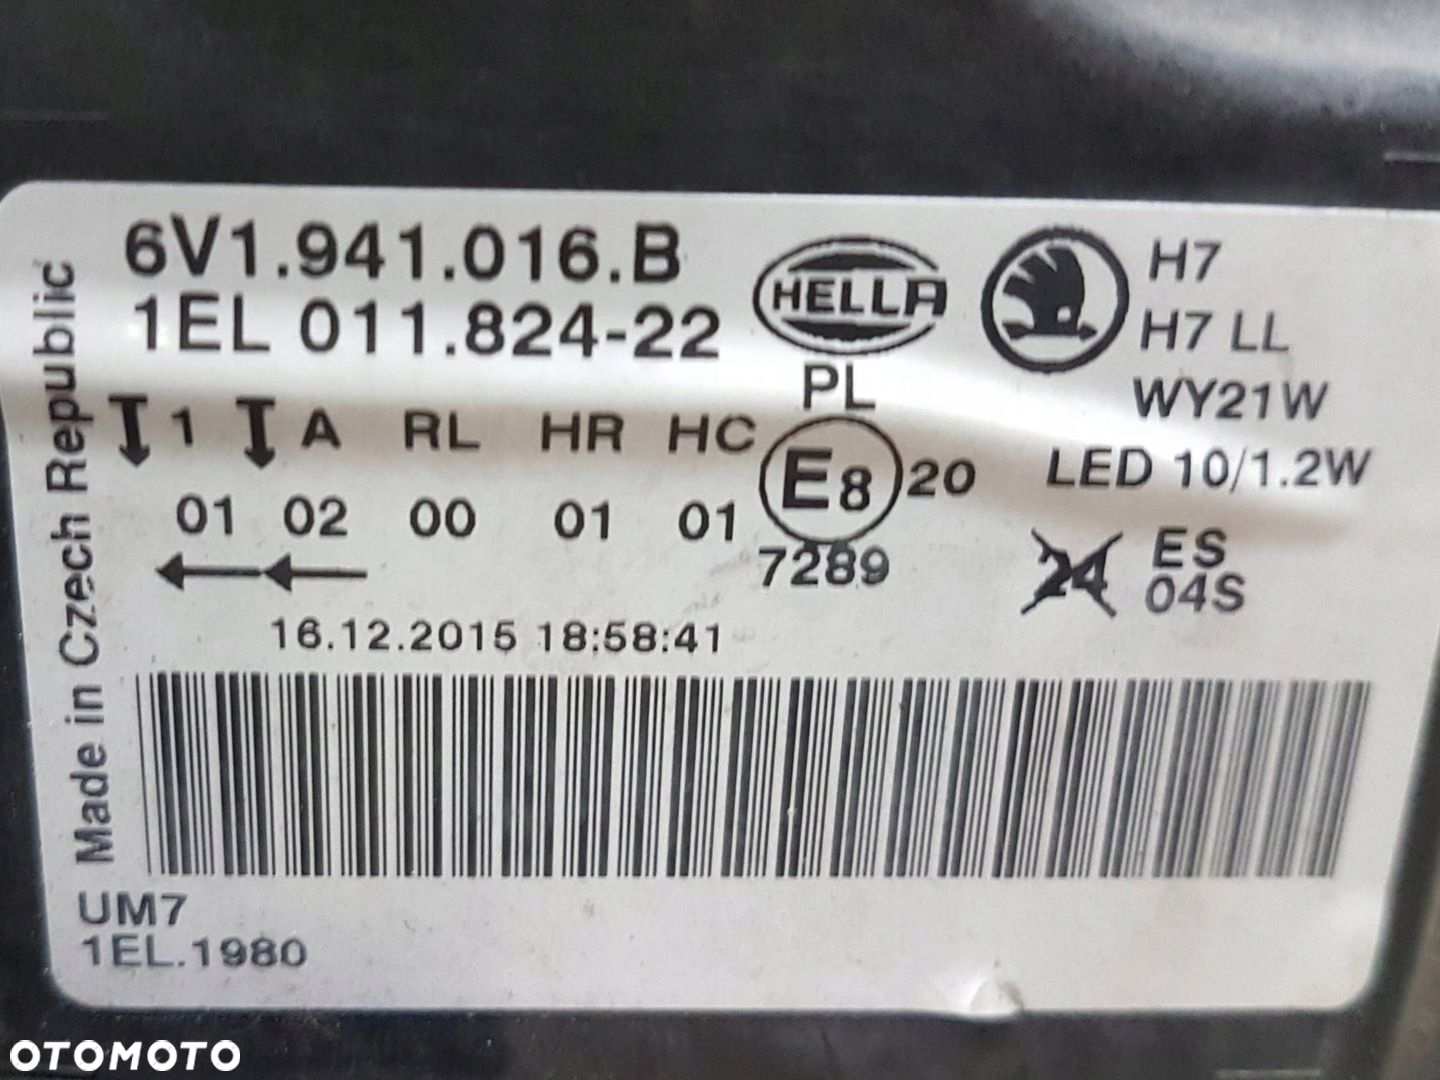 6V1.941.016.B
1EL 011.824-22
HELLA
H7
H7 LL
WY21W
LED 10/1.2W
PL
1 A RL HR HC
E8 20
01 02 00 01 01
7289
24
ES
04S
16.12.2015 18:58:41
Made in Czech Republic
UM7
1EL.1980
OTOMOTO